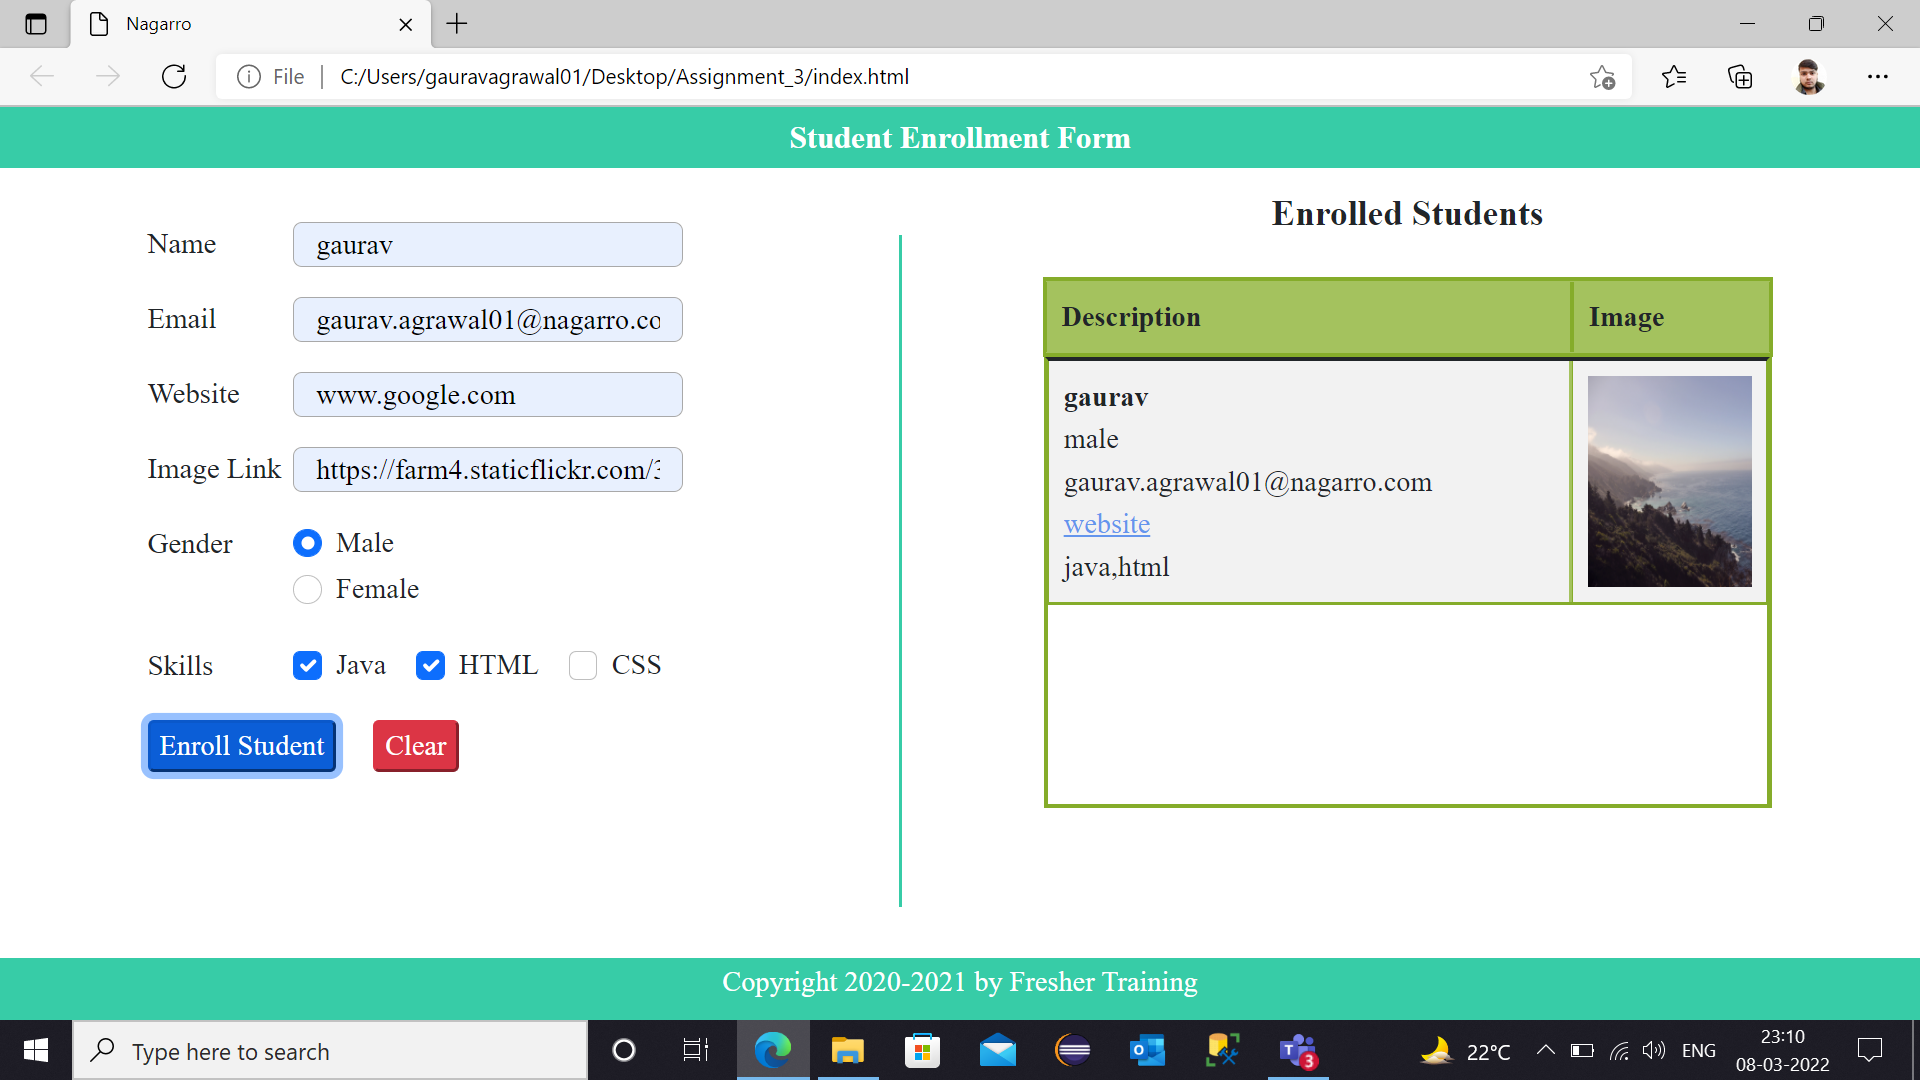 Nagarro
File
C:/Users/gauravagrawal01/Desktop/Assignment_3/index.html
Student Enrollment Form
Name
gaurav
Email
gaurav.agrawal01@nagarro.co
Website
www.google.com
Image Link
https://farm4.staticflickr.com/
Gender
Male
Female
Skills
Java
HTML
CSS
Enroll Student
Clear
Enrolled Students
Description
Image
gaurav
male
gaurav.agrawal01@nagarro.com
website
java,html
Copyright 2020-2021 by Fresher Training
Type here to search
3
22°C
ENG
23:10
08-03-2022